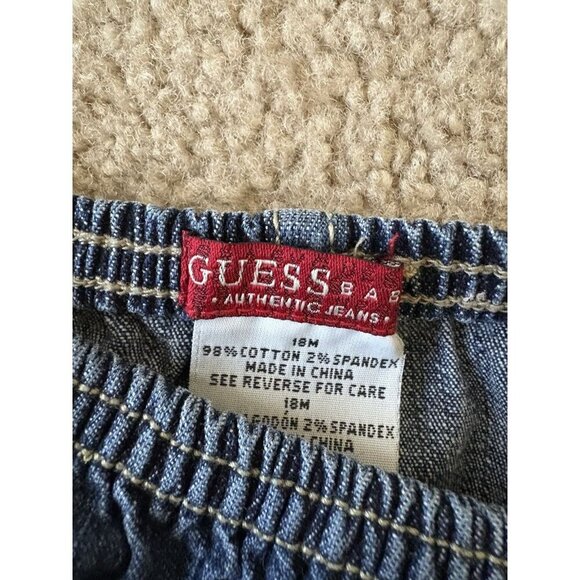 GUESS BAB
• AUTHENTIC JEANS •
18M
98% COTTON 2% SPANDEX
MADE IN CHINA
SEE REVERSE FOR CARE
18M
GODÓN 2% SPANDEX
CHINA